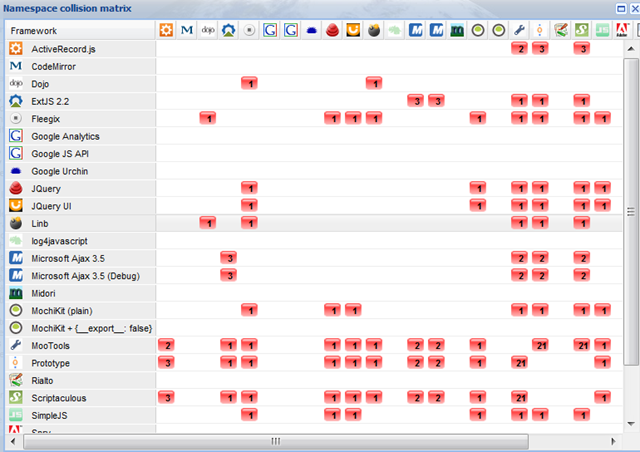 Namespace collision matrix
Framework M dojo G G M M m JS Adobe
ActiveRecord.js 2 3 3
M CodeMirror
dojo Dojo 1 1
ExtJS 2.2 3 3 1 1 1
Fleegix 1 1 1 1 1 1 1 1 1
G Google Analytics
G Google JS API
Google Urchin
JQuery 1 1 1 1 1 1
JQuery UI 1 1 1 1 1 1
Linb 1 1 1 1 1
log4javascript
M Microsoft Ajax 3.5 3 2 2 2
M Microsoft Ajax 3.5 (Debug) 3 2 2 2
m Midori
MochiKit (plain) 1 1 1 1 1 1 1
MochiKit + {__export__: false}
MooTools 2 1 1 1 1 1 2 2 1 21 21 1
Prototype 3 1 1 1 1 1 2 2 1 21 1
Rialto
Scriptaculous 3 1 1 1 1 1 2 2 1 21 1
JS SimpleJS 1 1 1 1 1 1 1 1